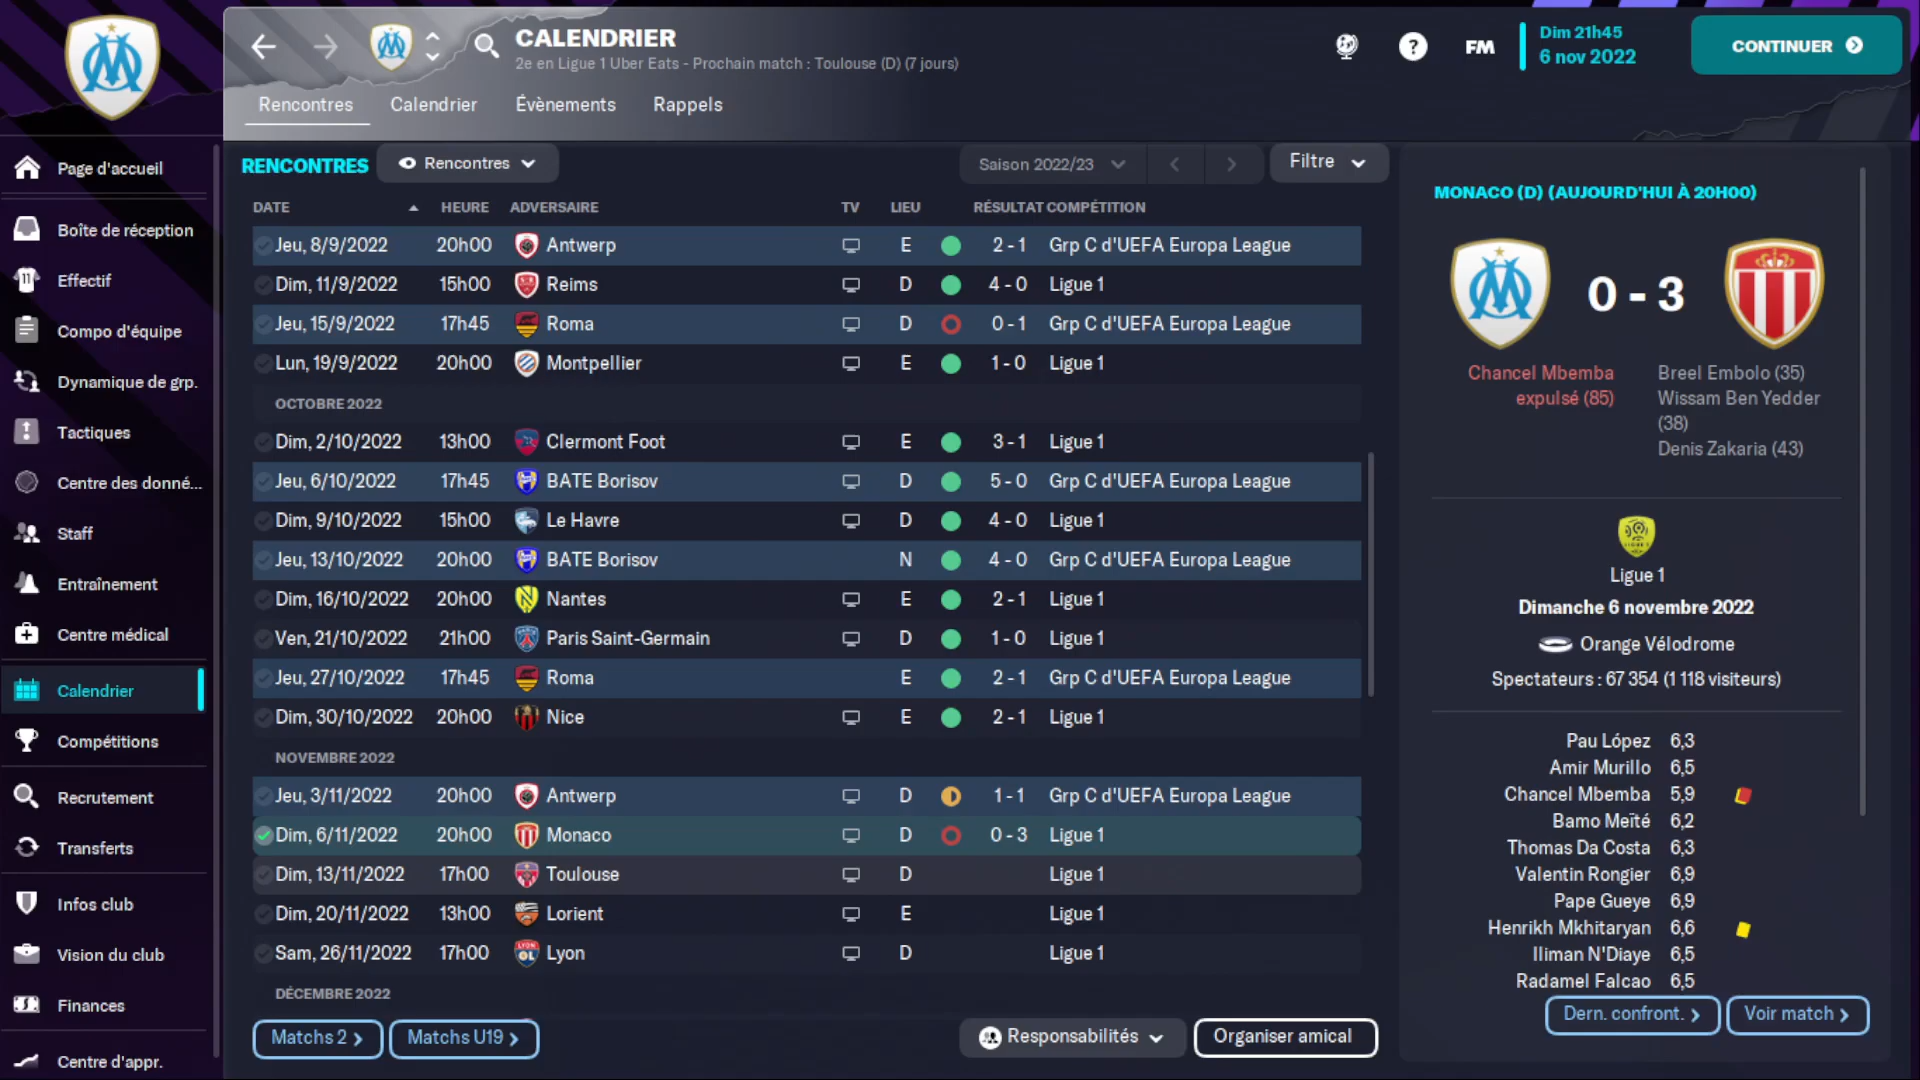 CALENDRIER
2e en Ligue 1 Uber Eats - Prochain match : Toulouse (D) (7 jours)
FM
Dim 21h45
6 nov 2022
CONTINUER
Rencontres
Calendrier
Évènements
Rappels
Page d'accueil
Boîte de réception
Effectif
Compo d'équipe
Dynamique de grp.
Tactiques
Centre des donné...
Staff
Entraînement
Centre médical
Calendrier
Compétitions
Recrutement
Transferts
Infos club
Vision du club
Finances
Centre d'appr.
RENCONTRES
Rencontres
Saison 2022/23
Filtre
DATE HEURE ADVERSAIRE TV LIEU RÉSULTAT COMPÉTITION
Jeu, 8/9/2022 20h00 Antwerp E 2 - 1 Grp C d'UEFA Europa League
Dim, 11/9/2022 15h00 Reims D 4 - 0 Ligue 1
Jeu, 15/9/2022 17h45 Roma D 0 - 1 Grp C d'UEFA Europa League
Lun, 19/9/2022 20h00 Montpellier E 1 - 0 Ligue 1
OCTOBRE 2022
Dim, 2/10/2022 13h00 Clermont Foot E 3 - 1 Ligue 1
Jeu, 6/10/2022 17h45 BATE Borisov D 5 - 0 Grp C d'UEFA Europa League
Dim, 9/10/2022 15h00 Le Havre D 4 - 0 Ligue 1
Jeu, 13/10/2022 20h00 BATE Borisov N 4 - 0 Grp C d'UEFA Europa League
Dim, 16/10/2022 20h00 Nantes E 2 - 1 Ligue 1
Ven, 21/10/2022 21h00 Paris Saint-Germain D 1 - 0 Ligue 1
Jeu, 27/10/2022 17h45 Roma E 2 - 1 Grp C d'UEFA Europa League
Dim, 30/10/2022 20h00 Nice E 2 - 1 Ligue 1
NOVEMBRE 2022
Jeu, 3/11/2022 20h00 Antwerp D 1 - 1 Grp C d'UEFA Europa League
Dim, 6/11/2022 20h00 Monaco D 0 - 3 Ligue 1
Dim, 13/11/2022 17h00 Toulouse D Ligue 1
Dim, 20/11/2022 13h00 Lorient E Ligue 1
Sam, 26/11/2022 17h00 Lyon D Ligue 1
DÉCEMBRE 2022
Matchs 2
Matchs U19
Responsabilités
Organiser amical
MONACO (D) (AUJOURD'HUI À 20H00)
0 - 3
Chancel Mbemba
expulsé (85)
Breel Embolo (35)
Wissam Ben Yedder
(38)
Denis Zakaria (43)
Ligue 1
Dimanche 6 novembre 2022
Orange Vélodrome
Spectateurs : 67 354 (1 118 visiteurs)
Pau López 6,3
Amir Murillo 6,5
Chancel Mbemba 5,9
Bamo Meïté 6,2
Thomas Da Costa 6,3
Valentin Rongier 6,9
Pape Gueye 6,9
Henrikh Mkhitaryan 6,6
Iliman N'Diaye 6,5
Radamel Falcao 6,5
Dern. confront.
Voir match